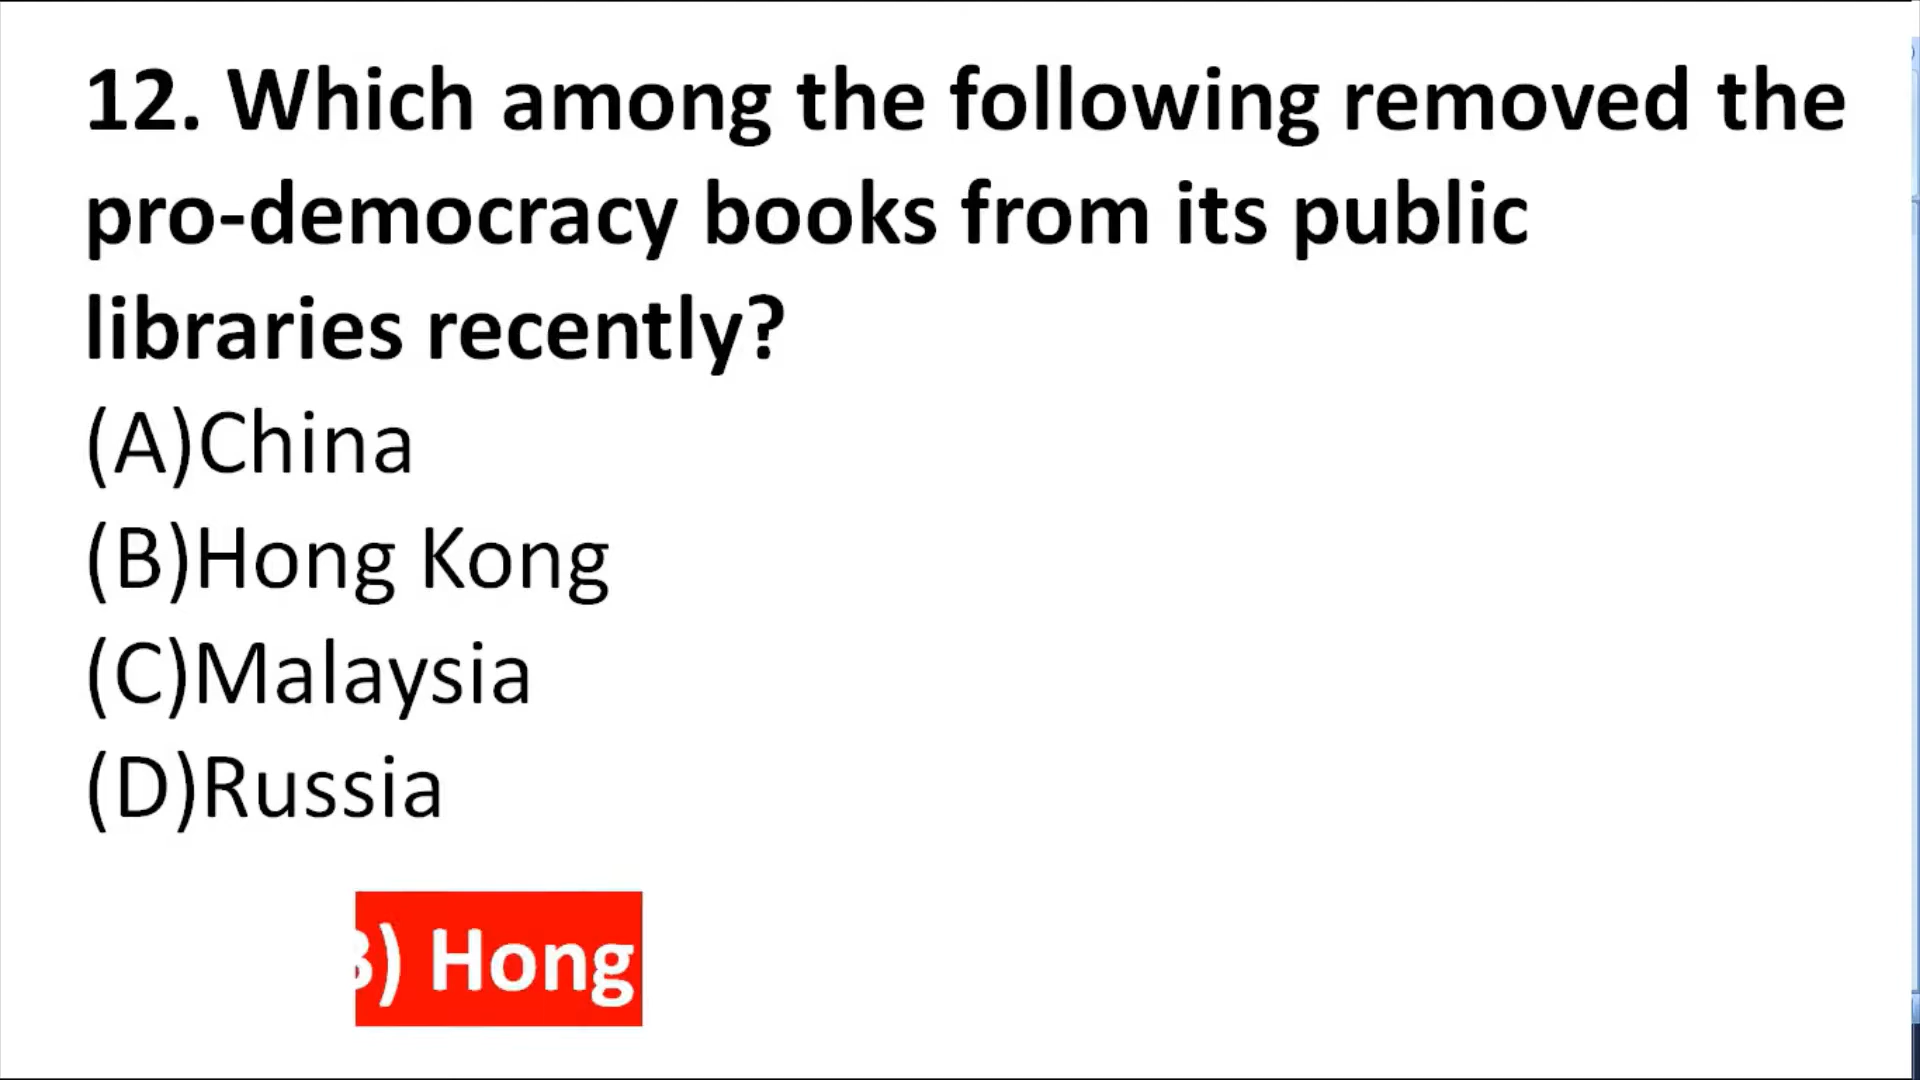 12. Which among the following removed the
pro-democracy books from its public
libraries recently?
(A)China
(B)Hong Kong
(C)Malaysia
(D)Russia
B) Hong